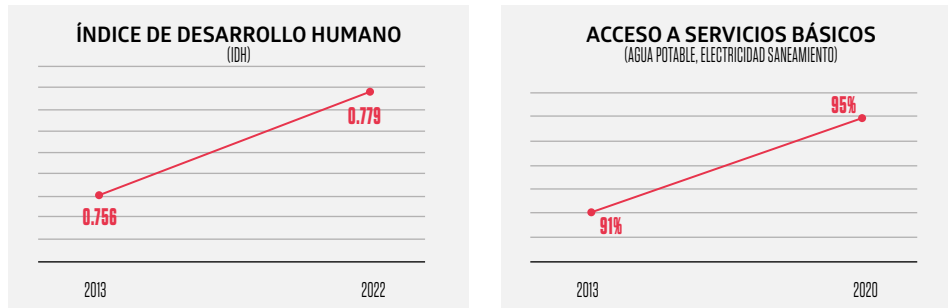 ÍNDICE DE DESARROLLO HUMANO
(IDH)
0.779
0.756
2013 2022
ACCESO A SERVICIOS BÁSICOS
(AGUA POTABLE, ELECTRICIDAD SANEAMIENTO)
95%
91%
2013 2020